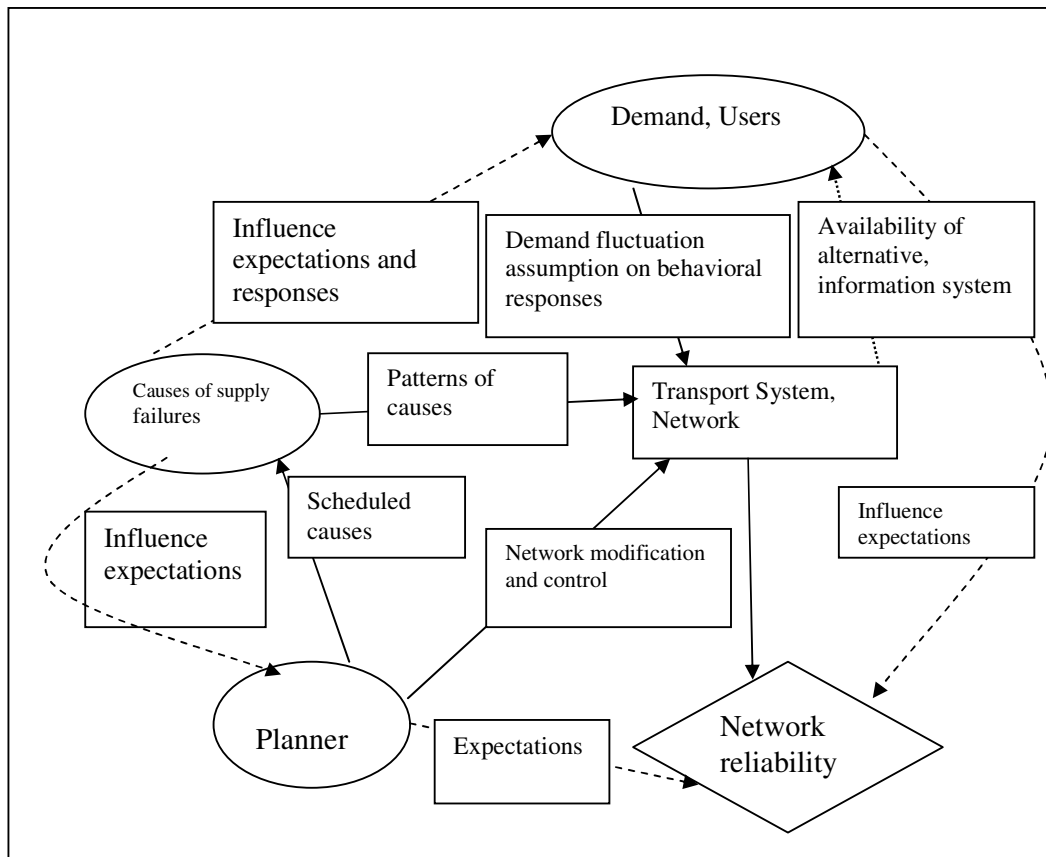 Demand, Users
Influence
expectations and
responses
Demand fluctuation
assumption on behavioral
responses
Availability of
alternative,
information system
Causes of supply
failures
Patterns of
causes
Transport System,
Network
Influence
expectations
Scheduled
causes
Network modification
and control
Influence
expectations
Planner
Expectations
Network
reliability